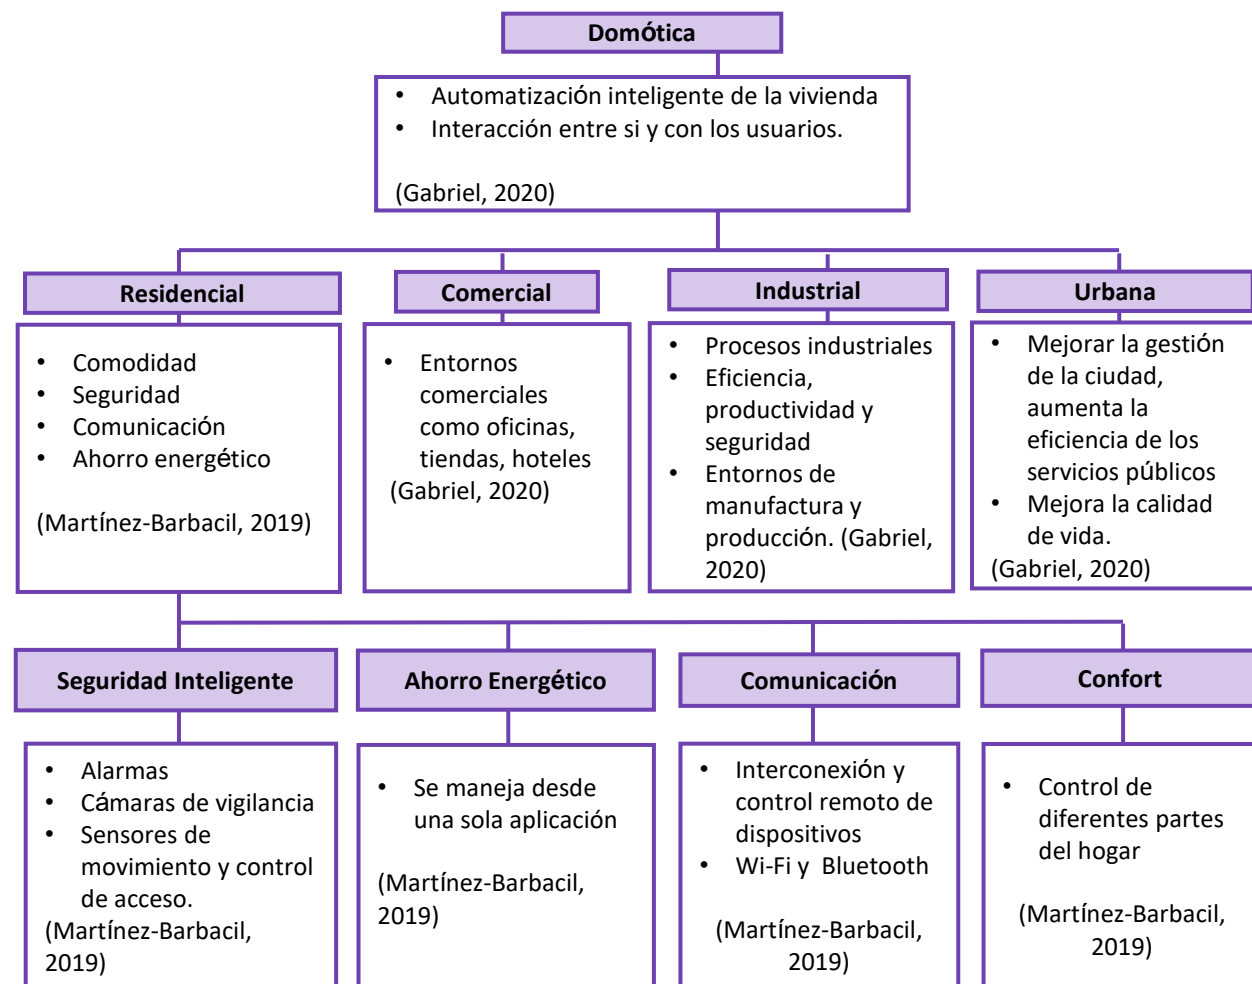 Domótica
• Automatización inteligente de la vivienda
• Interacción entre si y con los usuarios.
(Gabriel, 2020)
Residencial
• Comodidad
• Seguridad
• Comunicación
• Ahorro energético
(Martínez-Barbacil, 2019)
Comercial
• Entornos
comerciales
como oficinas,
tiendas, hoteles
(Gabriel, 2020)
Industrial
• Procesos industriales
• Eficiencia,
productividad y
seguridad
• Entornos de
manufactura y
producción. (Gabriel,
2020)
Urbana
• Mejorar la gestión
de la ciudad,
aumenta la
eficiencia de los
servicios públicos
• Mejora la calidad
de vida.
(Gabriel, 2020)
Seguridad Inteligente
• Alarmas
• Cámaras de vigilancia
• Sensores de
movimiento y control
de acceso.
(Martínez-Barbacil,
2019)
Ahorro Energético
• Se maneja desde
una sola aplicación
(Martínez-Barbacil,
2019)
Comunicación
• Interconexión y
control remoto de
dispositivos
• Wi-Fi y Bluetooth
(Martínez-Barbacil,
2019)
Confort
• Control de
diferentes partes
del hogar
(Martínez-Barbacil,
2019)